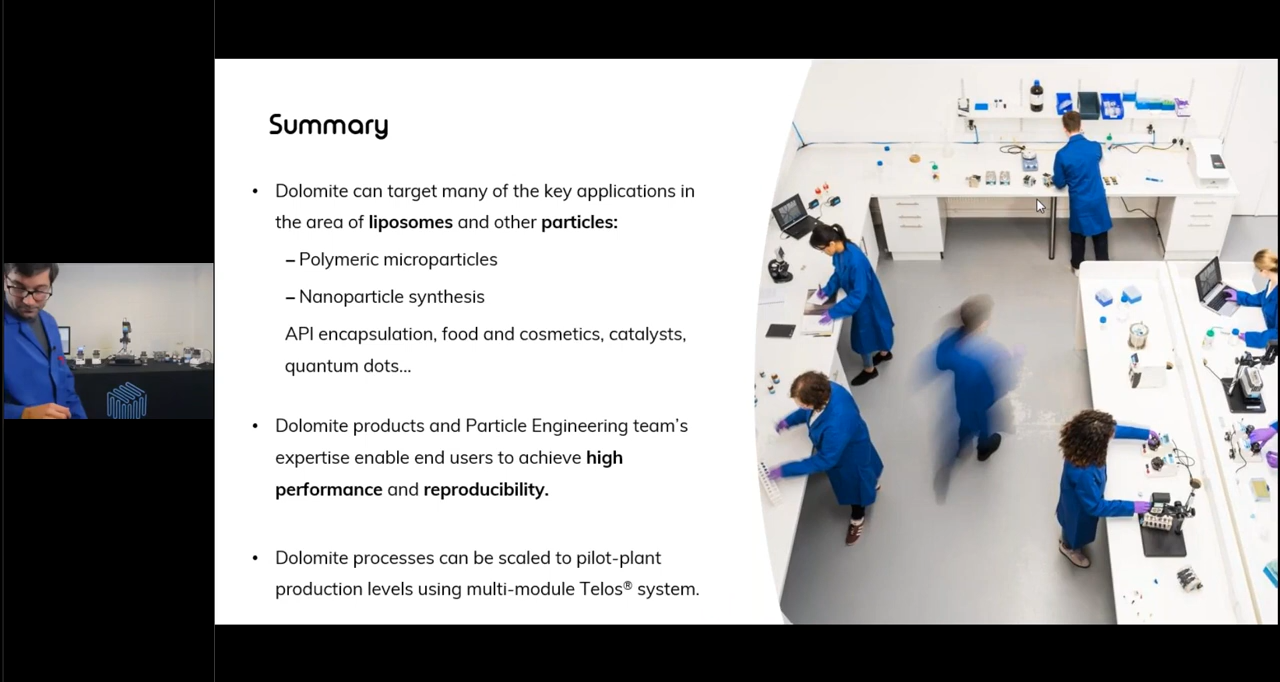 Summary
• Dolomite can target many of the key applications in
the area of liposomes and other particles:
– Polymeric microparticles
– Nanoparticle synthesis
API encapsulation, food and cosmetics, catalysts,
quantum dots...
• Dolomite products and Particle Engineering team’s
expertise enable end users to achieve high
performance and reproducibility.
• Dolomite processes can be scaled to pilot-plant
production levels using multi-module Telos® system.